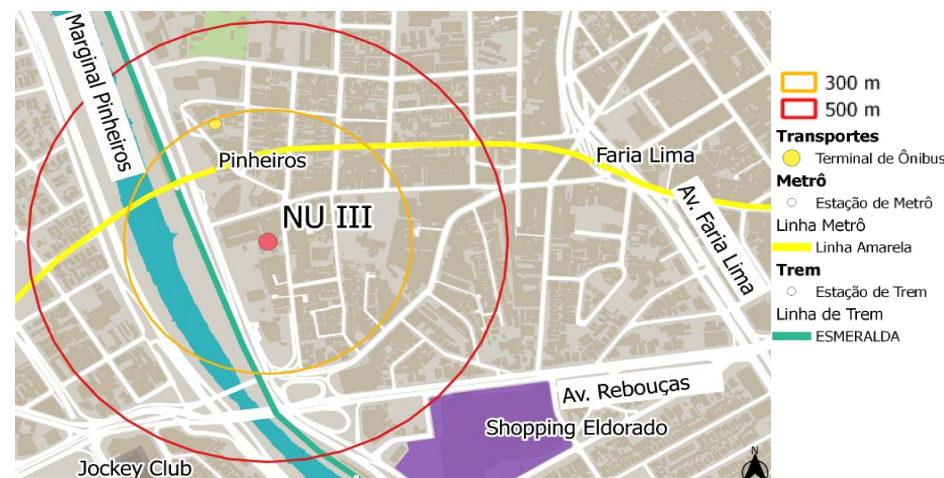 Marginal Pinheiros
Pinheiros
Faria Lima
NU III
Av. Faria Lima
Av. Rebouças
Shopping Eldorado
Jockey Club
N
300 m
500 m
Transportes
Terminal de Ônibus
Metrô
Estação de Metrô
Linha Metrô
Linha Amarela
Trem
Estação de Trem
Linha de Trem
ESMERALDA